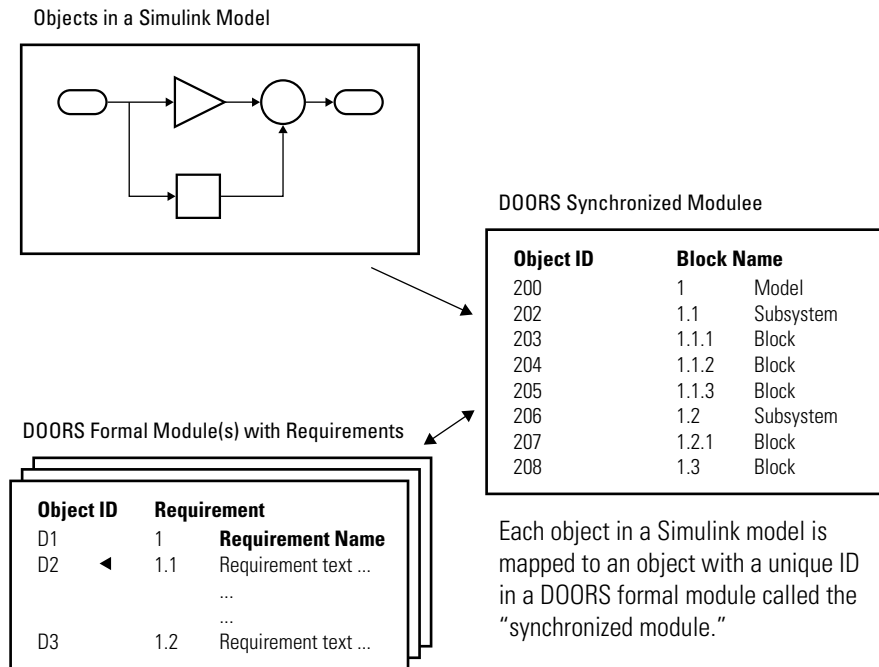 Objects in a Simulink Model
DOORS Synchronized Modulee
Object ID Block Name
200 1 Model
202 1.1 Subsystem
203 1.1.1 Block
204 1.1.2 Block
205 1.1.3 Block
206 1.2 Subsystem
207 1.2.1 Block
208 1.3 Block
DOORS Formal Module(s) with Requirements
Object ID Requirement
D1 1 Requirement Name
D2 ◄ 1.1 Requirement text ...
...
...
D3 1.2 Requirement text ...
Each object in a Simulink model is
mapped to an object with a unique ID
in a DOORS formal module called the
“synchronized module.”